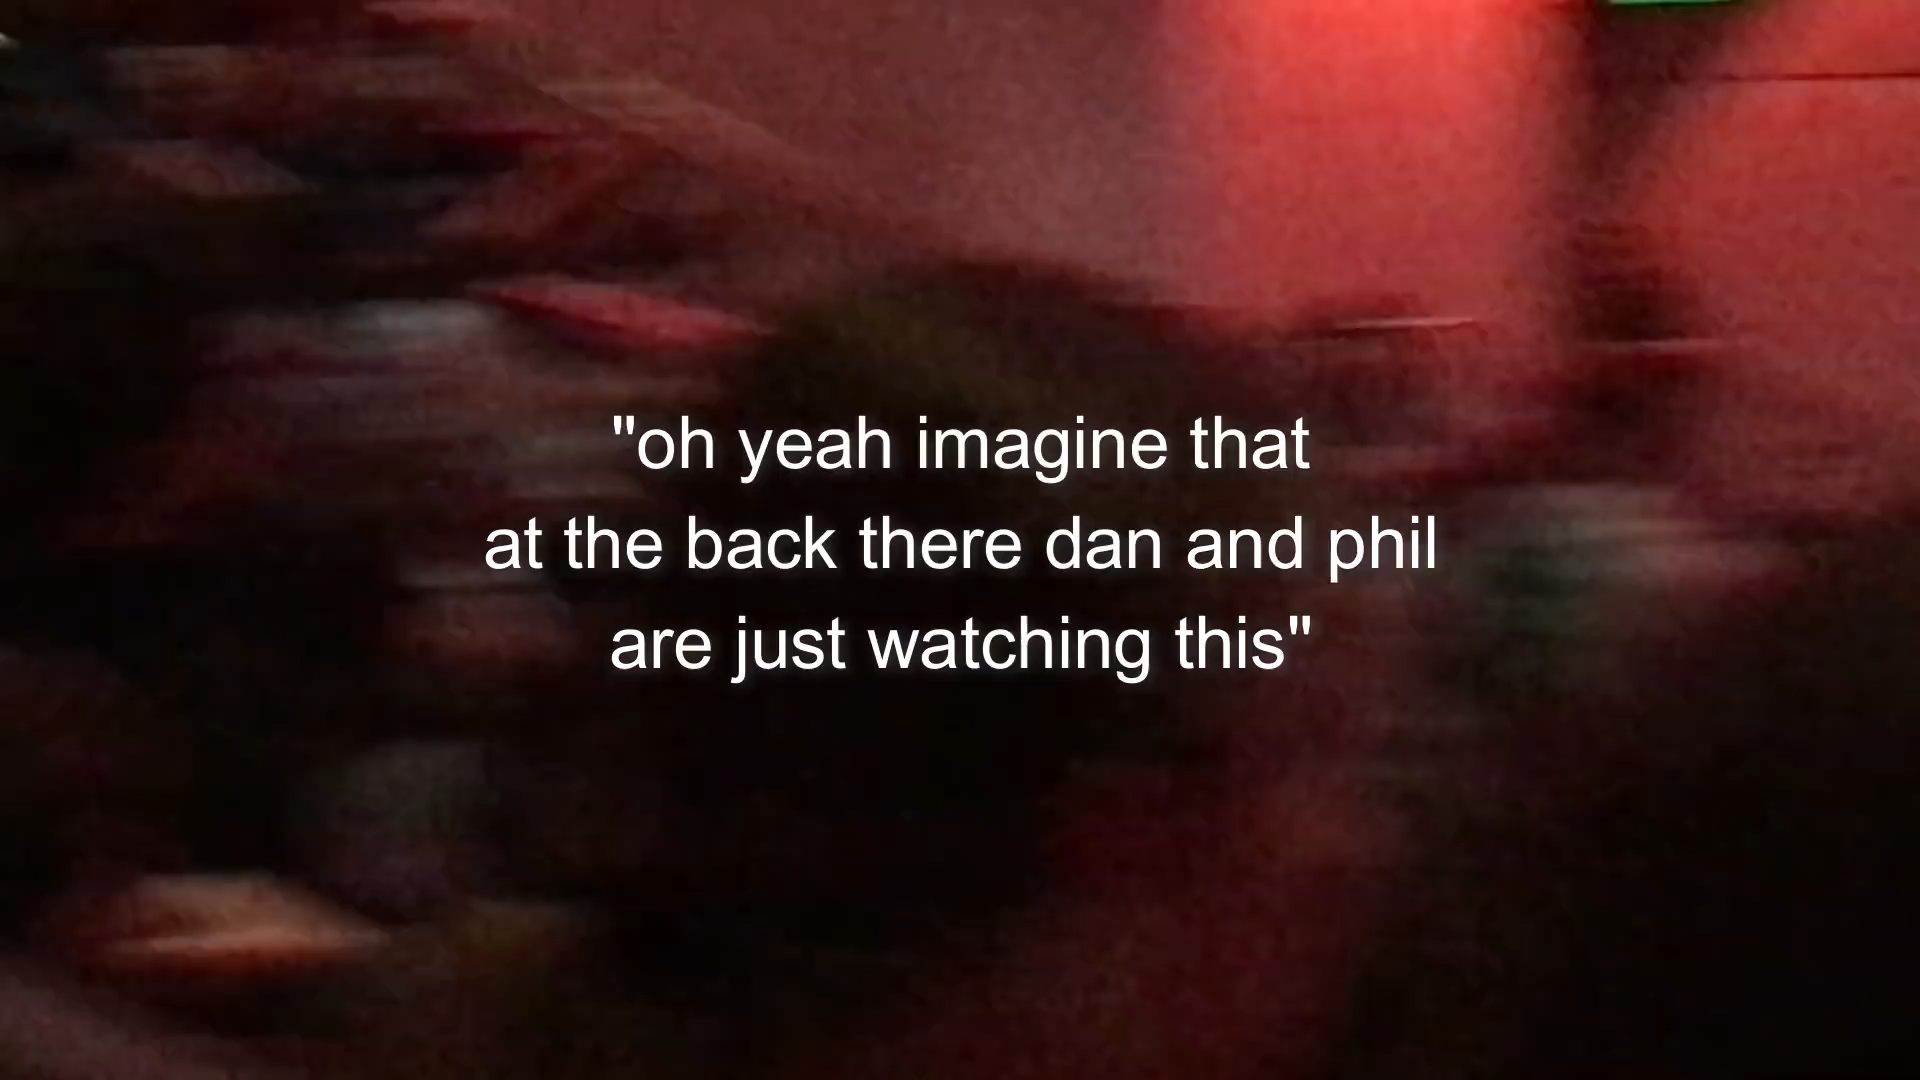 "oh yeah imagine that
at the back there dan and phil
are just watching this"